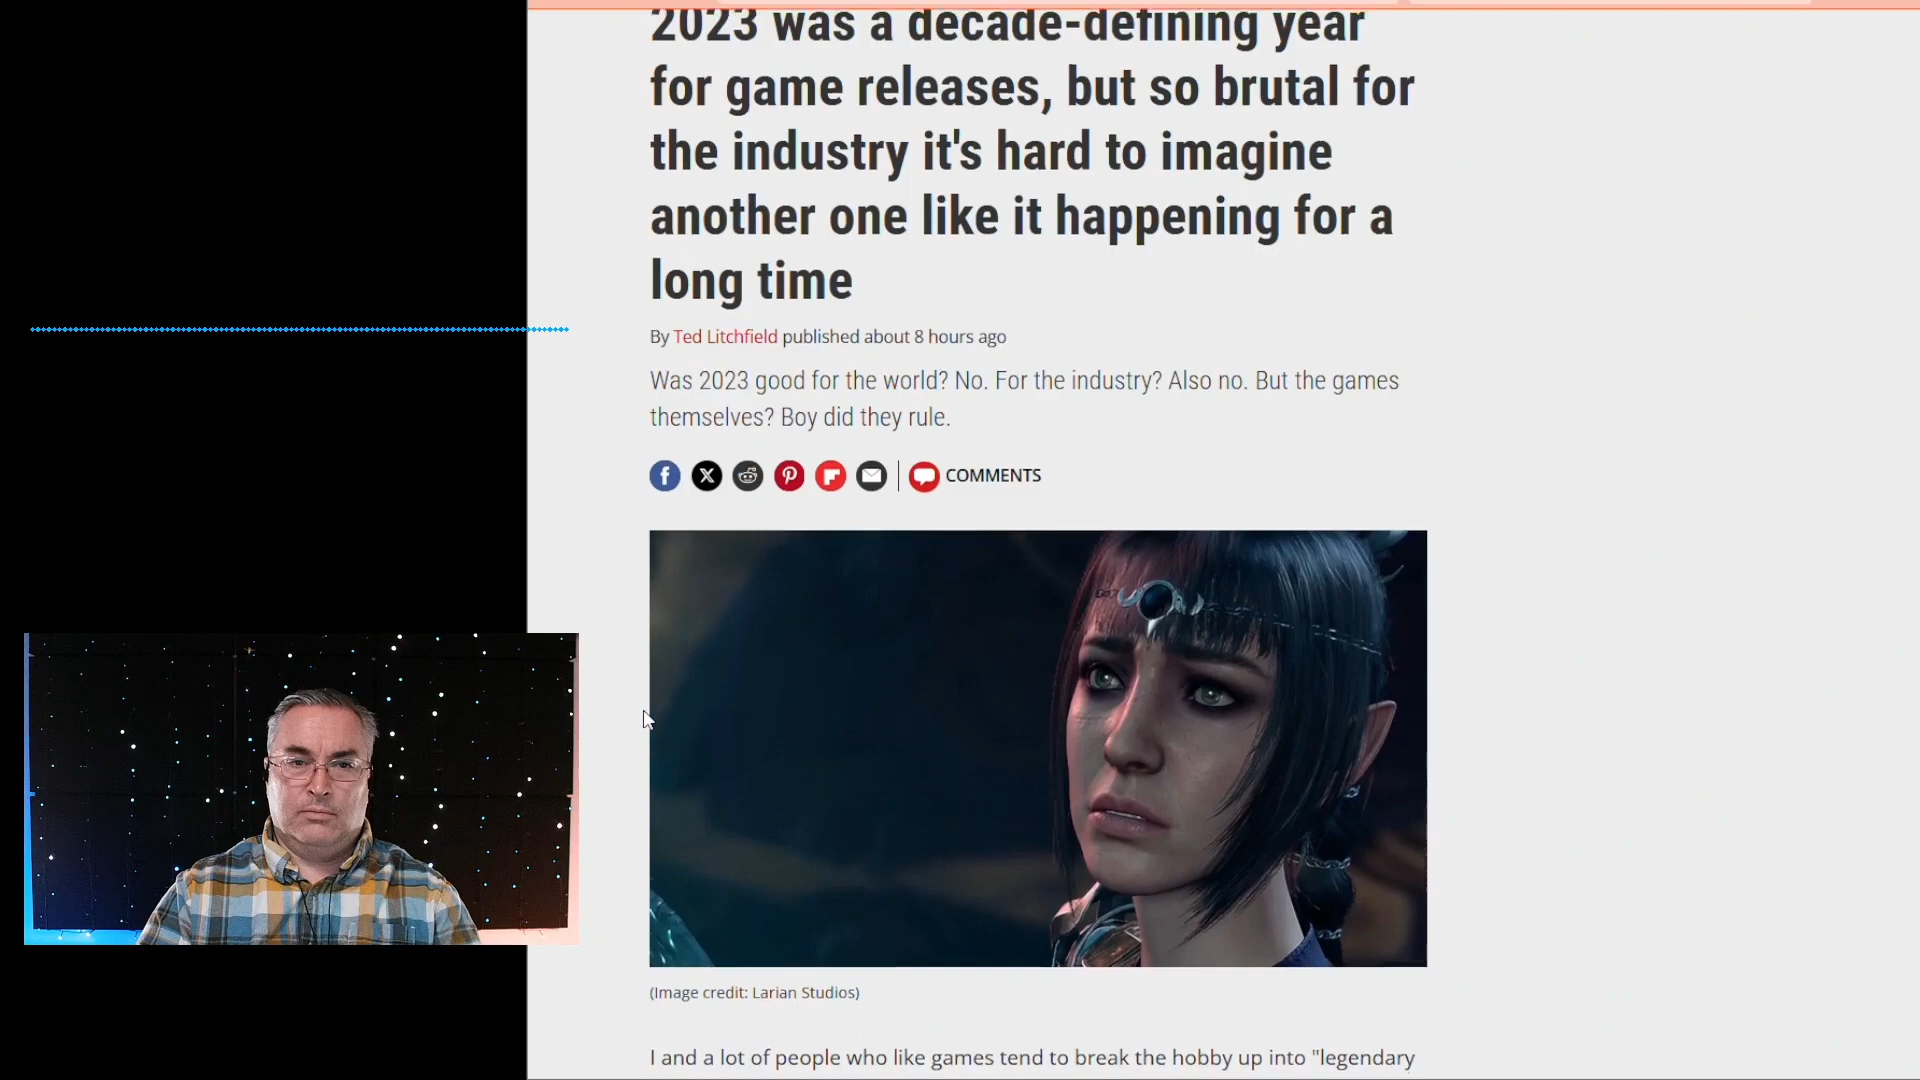 2023 was a decade-defining year
for game releases, but so brutal for
the industry it's hard to imagine
another one like it happening for a
long time
By Ted Litchfield published about 8 hours ago
Was 2023 good for the world? No. For the industry? Also no. But the games
themselves? Boy did they rule.
COMMENTS
(Image credit: Larian Studios)
I and a lot of people who like games tend to break the hobby up into "legendary